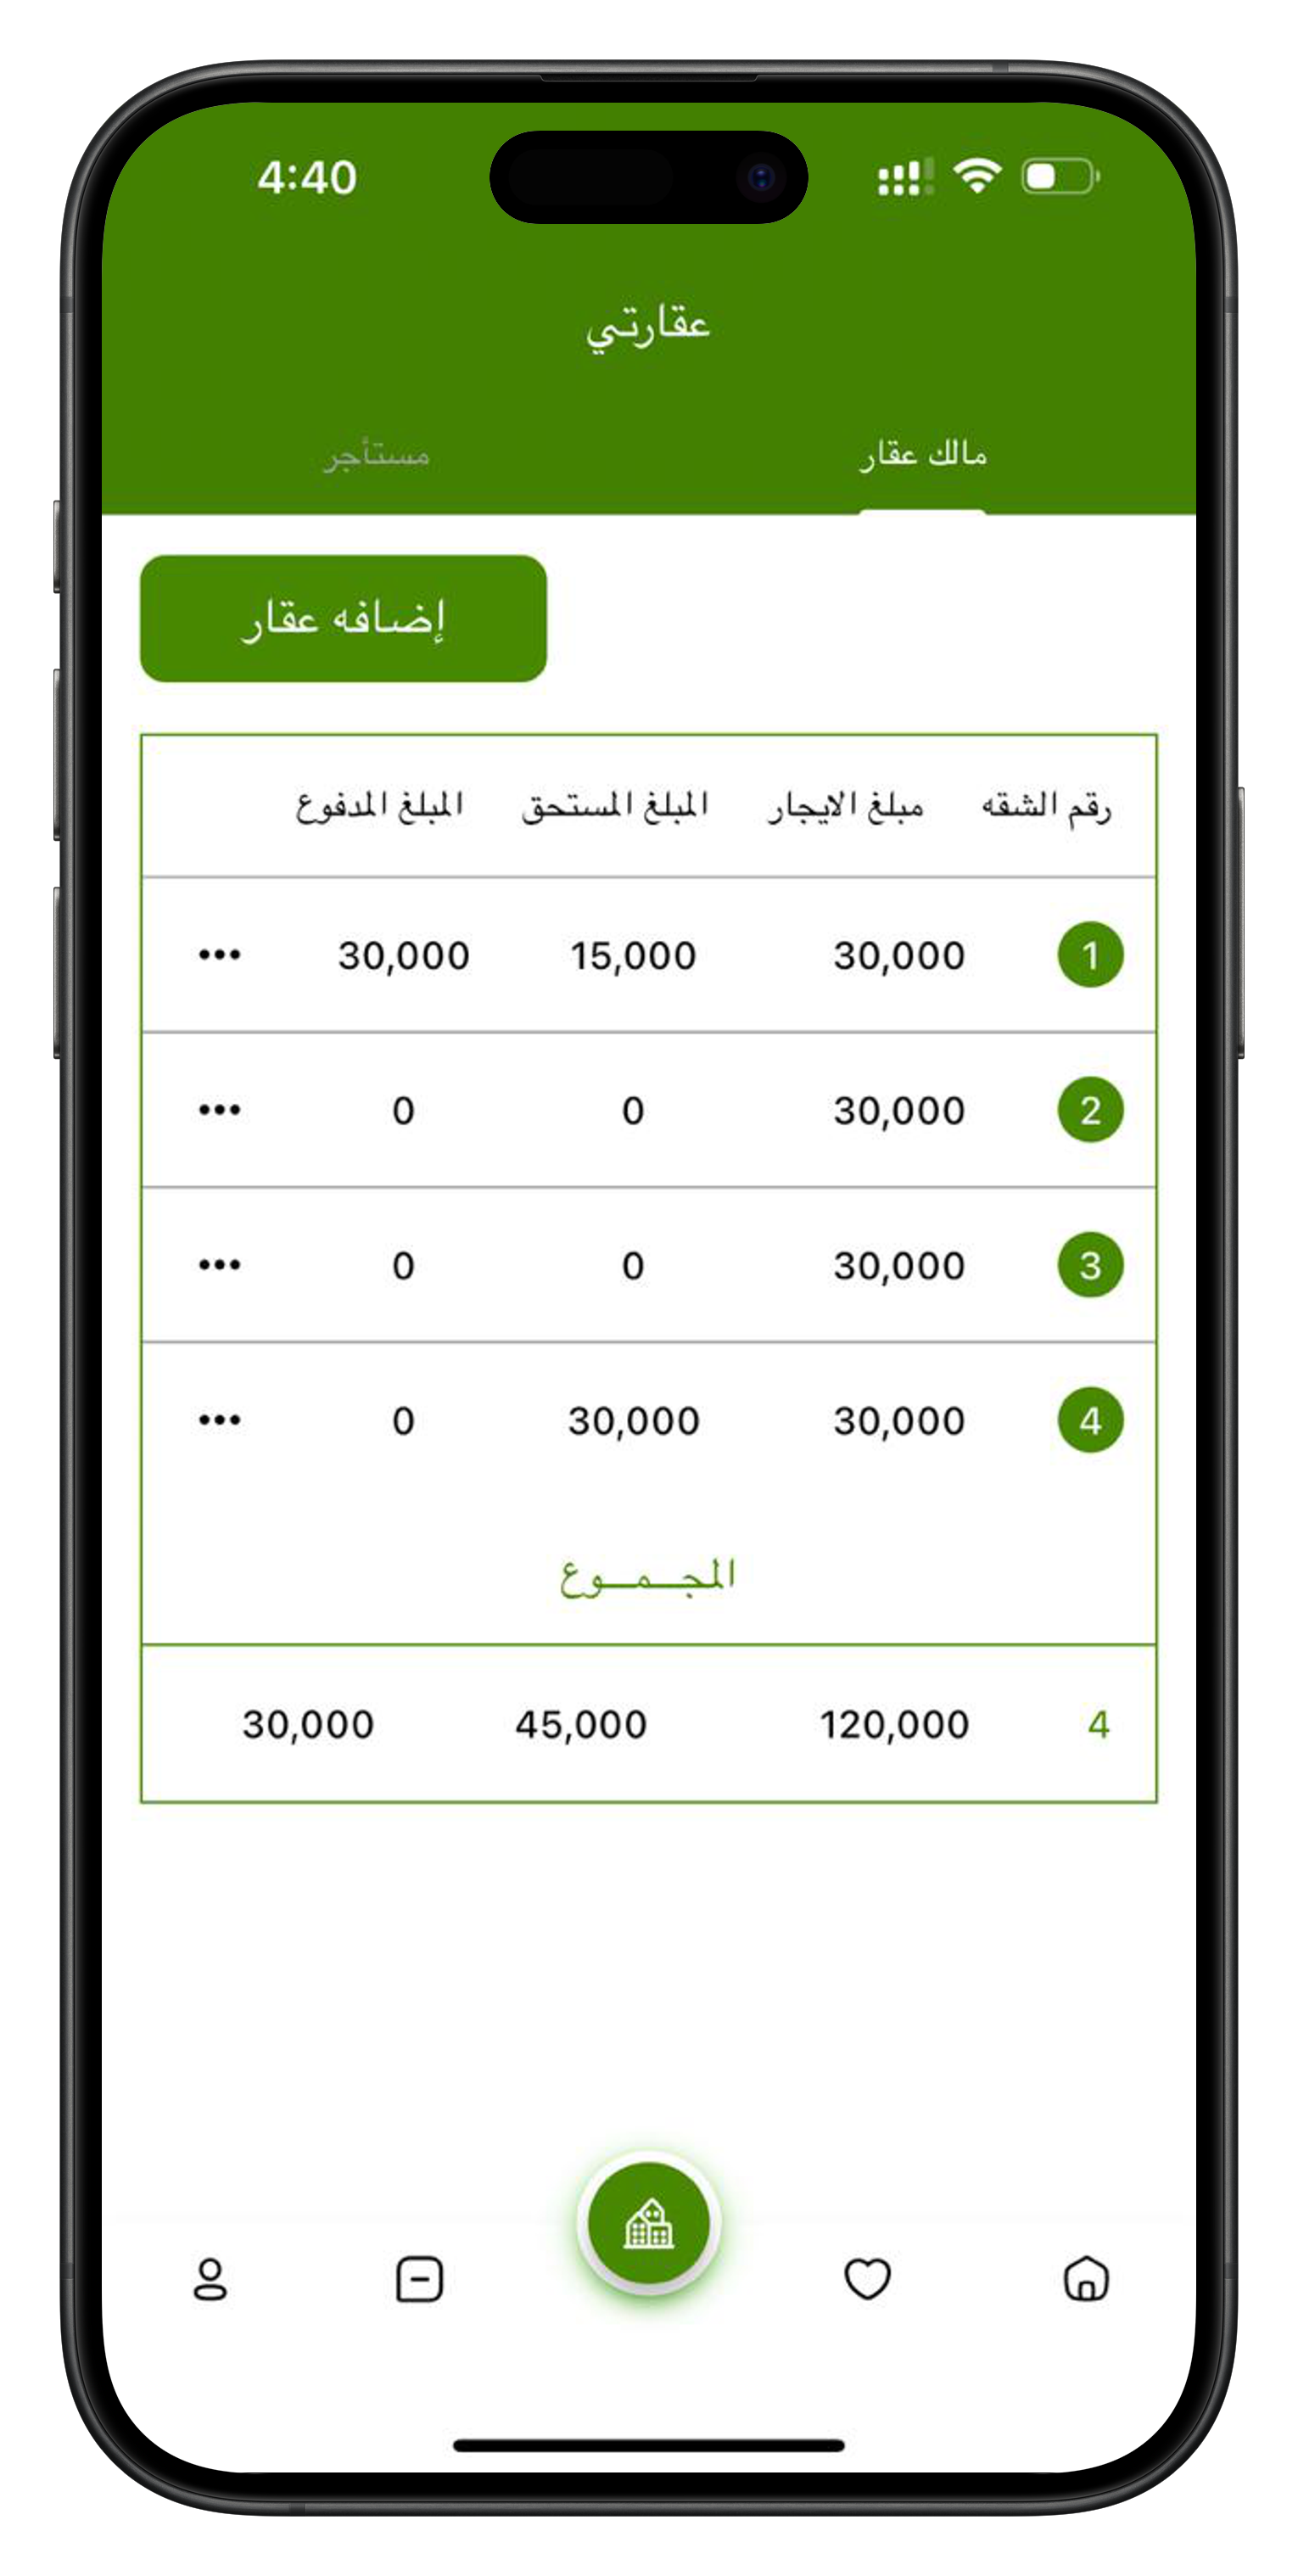 4:40
عقارتي
مالك عقار مستأجر
إضافه عقار
رقم الشقه مبلغ الايجار المبلغ المستحق المبلغ المدفوع
1 30,000 15,000 30,000
2 30,000 0 0
3 30,000 0 0
4 30,000 30,000 0
المجـمـوع
4 120,000 45,000 30,000